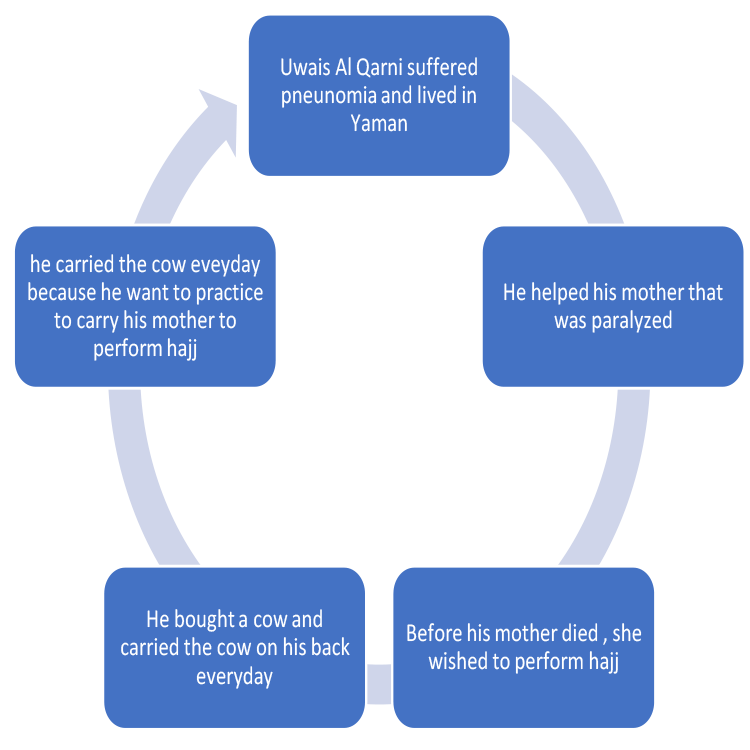 Uwais Al Qarni suffered
pneunomia and lived in
Yaman
He helped his mother that
was paralyzed
Before his mother died , she
wished to perform hajj
He bought a cow and
carried the cow on his back
everyday
he carried the cow eveyday
because he want to practice
to carry his mother to
perform hajj